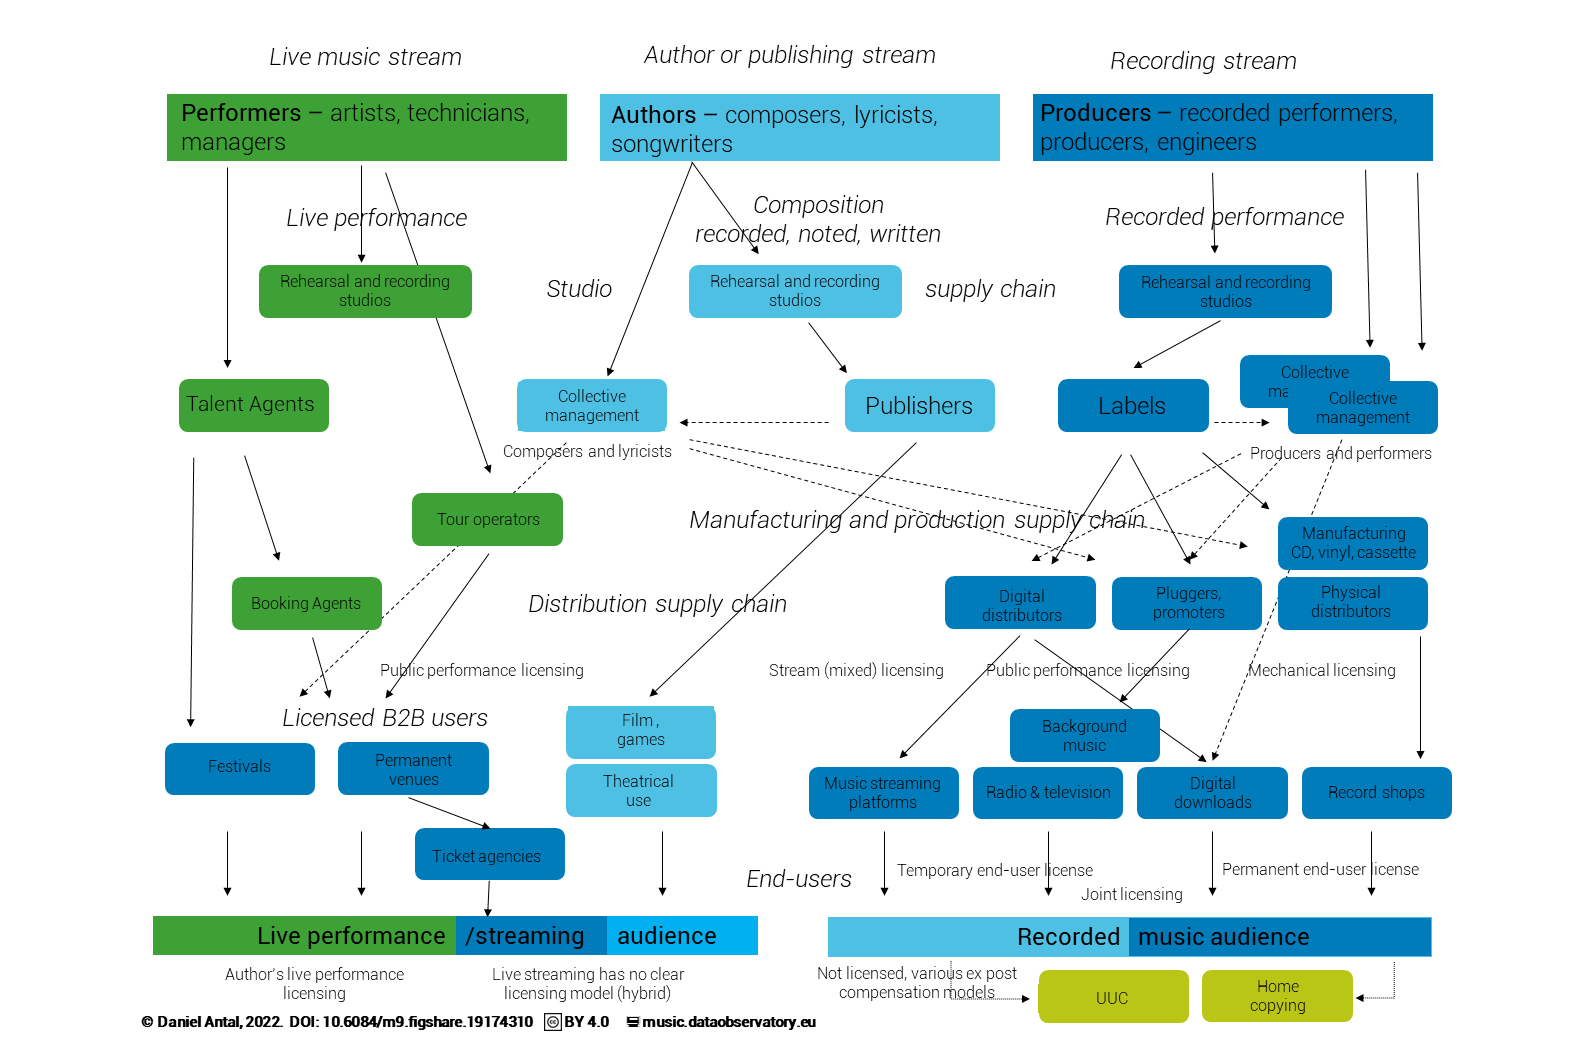 Live music stream
Author or publishing stream
Recording stream
Performers – artists, technicians,
managers
Authors – composers, lyricists,
songwriters
Producers – recorded performers,
producers, engineers
Live performance
Composition
recorded, noted, written
Recorded performance
Rehearsal and recording
studios
Studio
Rehearsal and recording
studios
supply chain
Rehearsal and recording
studios
Talent Agents
Collective
management
Publishers
Labels
Collective
ma
Collective
management
Composers and lyricists
Producers and performers
Tour operators
Manufacturing and production supply chain
Manufacturing
CD, vinyl, cassette
Booking Agents
Distribution supply chain
Digital
distributors
Pluggers,
promoters
Physical
distributors
Public performance licensing
Stream (mixed) licensing
Public performance licensing
Mechanical licensing
Licensed B2B users
Film ,
games
Background
music
Festivals
Permanent
venues
Theatrical
use
Music streaming
platforms
Radio & television
Digital
downloads
Record shops
Ticket agencies
End-users
Temporary end-user license
Permanent end-user license
Joint licensing
Live performance /streaming audience
Recorded music audience
Author's live performance
licensing
Live streaming has no clear
licensing model (hybrid)
Not licensed, various ex post
compensation models
UUC
Home
copying
© Daniel Antal, 2022. DOI: 10.6084/m9.figshare.19174310 cc BY 4.0 music.dataobservatory.eu